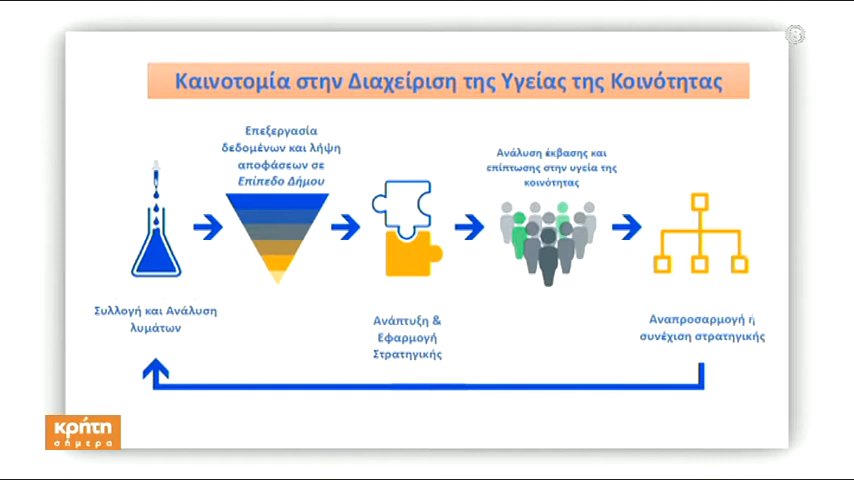 Καινοτομία στην Διαχείριση της Υγείας της Κοινότητας
Επεξεργασία
δεδομένων και λήψη
αποφάσεων σε
Επίπεδο Δήμου
Ανάλυση έκβασης και
επίπτωσης στην υγεία της
κοινότητας
Συλλογή και Ανάλυση
λυμάτων
Ανάπτυξη &
Εφαρμογή
Στρατηγικής
Αναπροσαρμογή ή
συνέχιση στρατηγικής
κρήτη
σήμερα